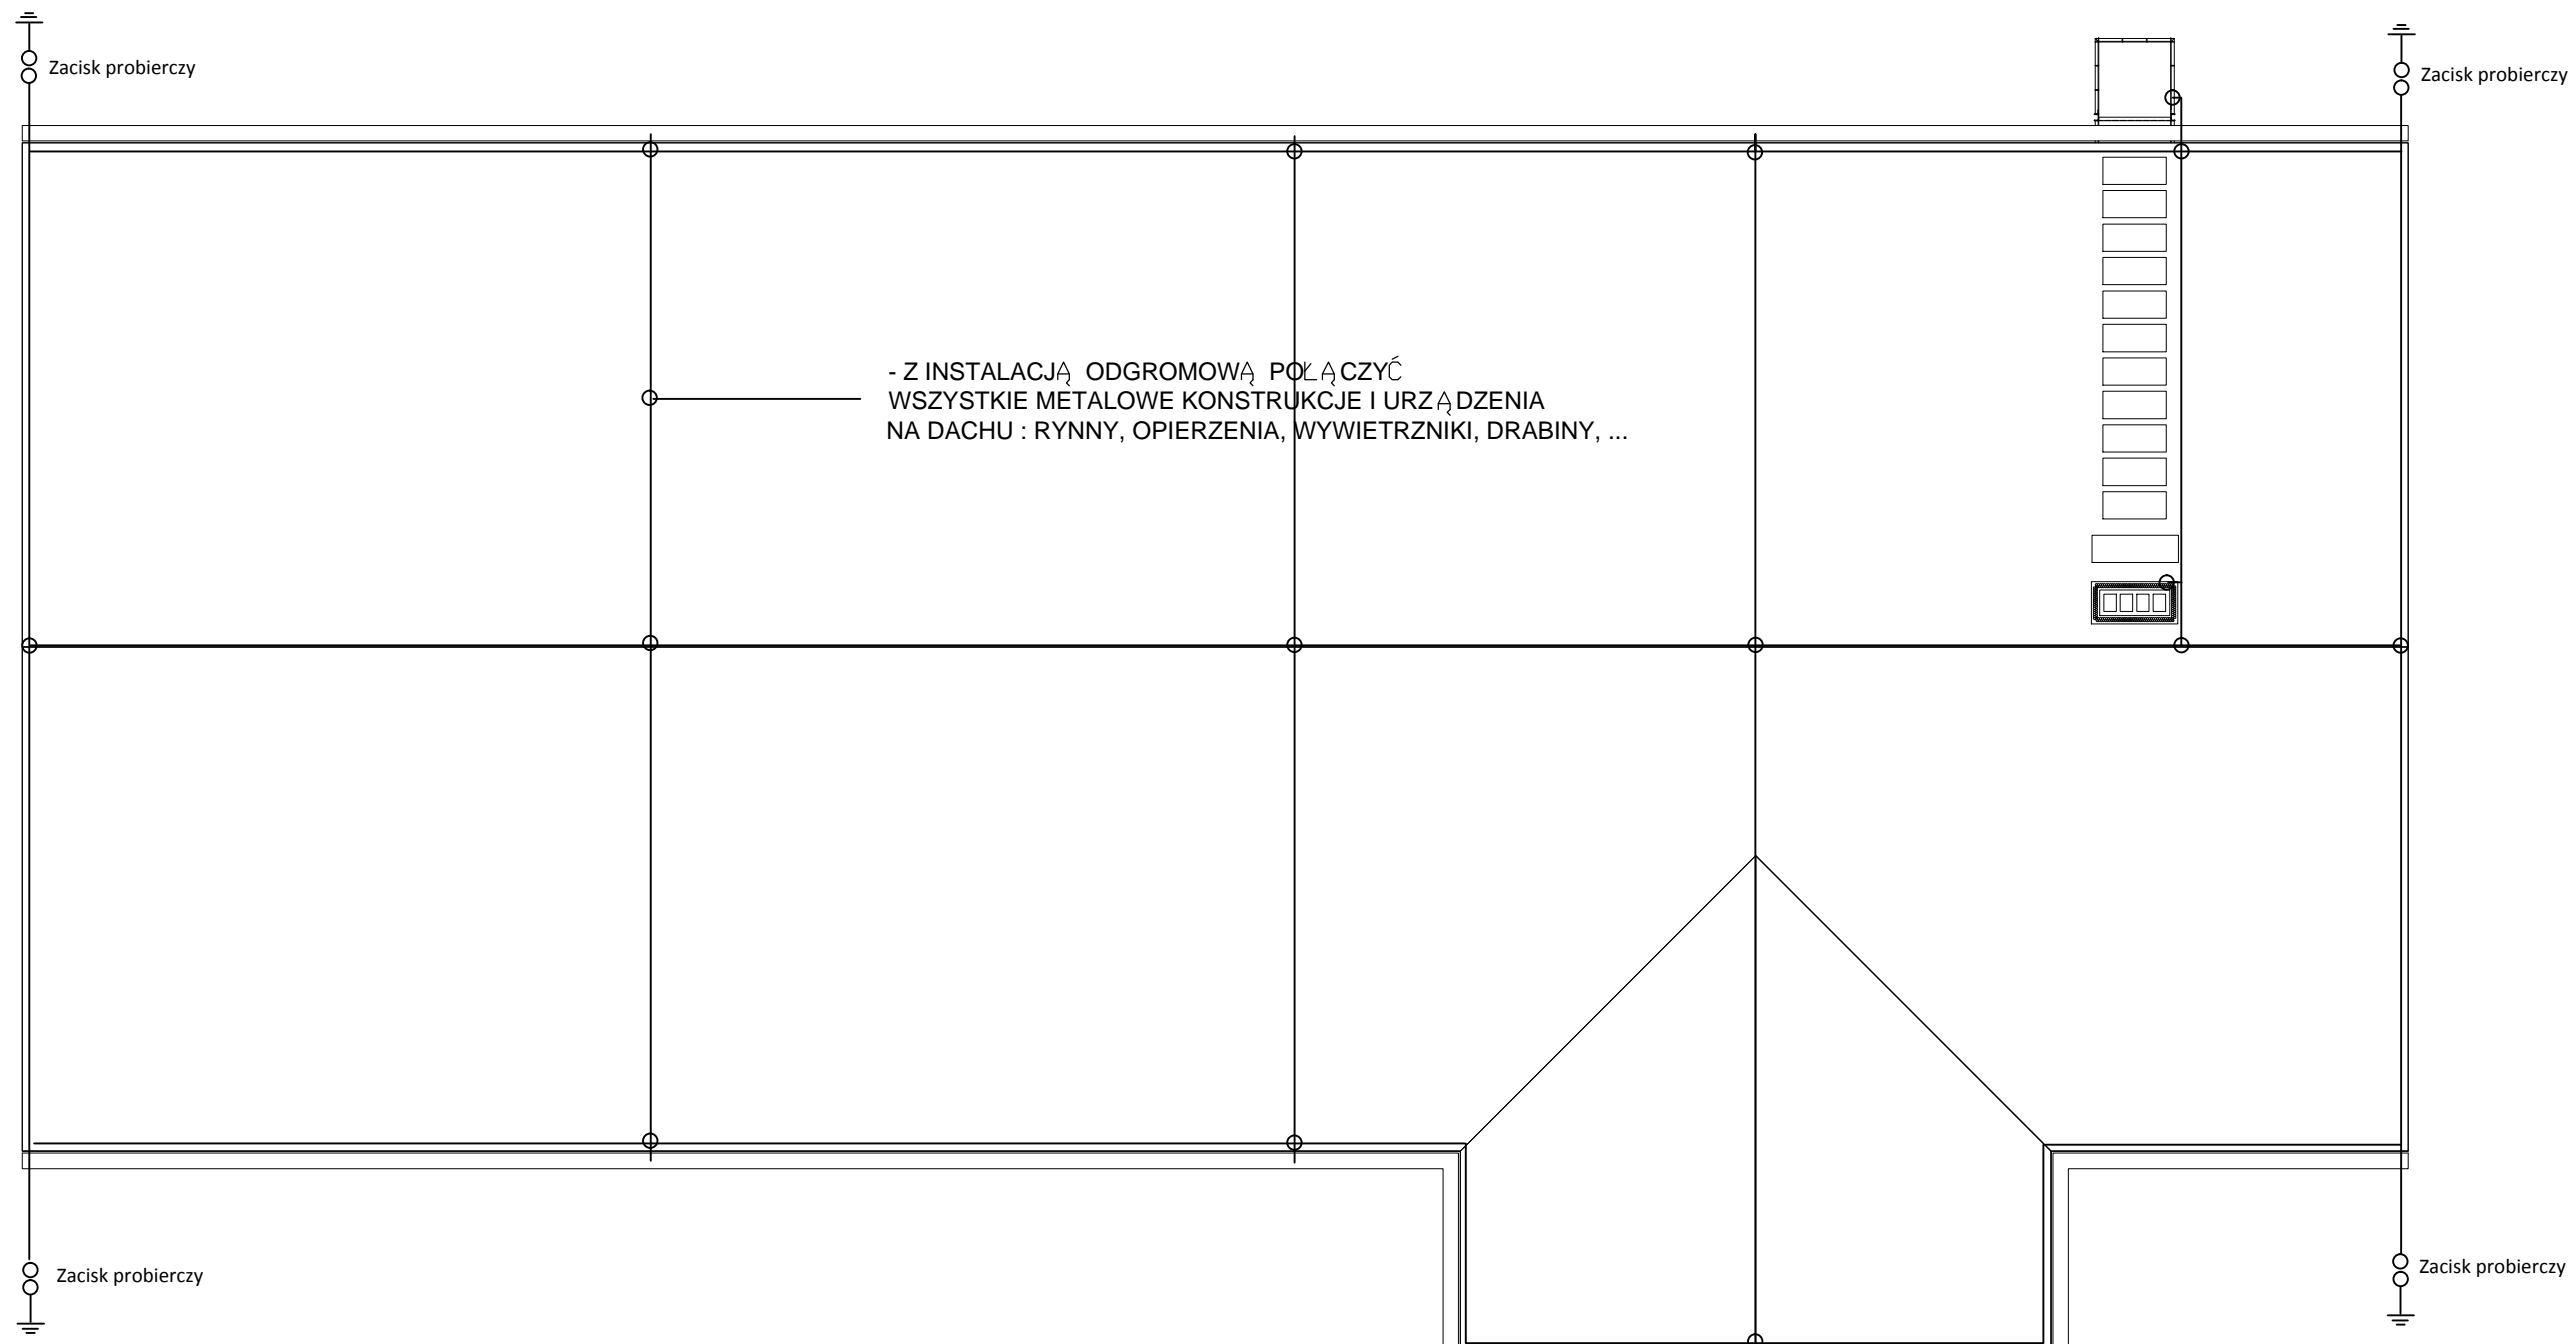 Zacisk probierczy
Zacisk probierczy
- Z INSTALACJĄ ODGROMOWĄ POŁĄCZYĆ
WSZYSTKIE METALOWE KONSTRUKCJE I URZĄDZENIA
NA DACHU : RYNNY, OPIERZENIA, WYWIETRZNIKI, DRABINY, ...
Zacisk probierczy
Zacisk probierczy